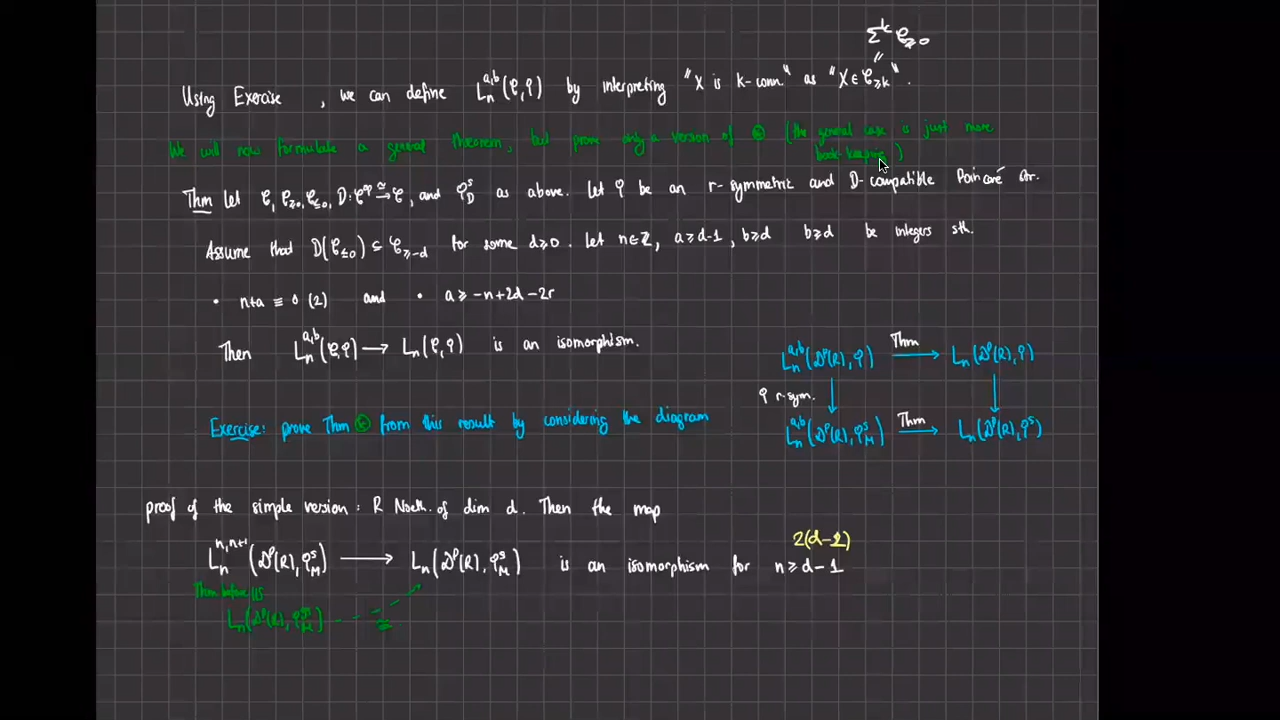 Σ^k 𝒞_{≥0}
"
Using Exercise , we can define L_n^{a,b}(𝒞,Ϙ) by interpreting "X is k-conn." as "X ∈ 𝒞_{≥k}".
We will now formulate a general theorem, but prove only a version of (the general case is just more
book-keeping)
Thm Let 𝒞, 𝒞_{≥0}, 𝒞_{≤0}, D: 𝒞^{op} ≃→ 𝒞, and Ϙ_D^s as above. Let Ϙ be an r-symmetric and D-compatible Poincaré str.
Assume that D(𝒞_{≤0}) ⊆ 𝒞_{≥-d} for some d≥0. Let n∈ℤ, a≥d-1, b≥d b≥d be integers sth.
• n+a ≡ 0 (2) and • a ≥ -n+2d-2r
Then L_n^{a,b}(𝒞,Ϙ) → L_n(𝒞,Ϙ) is an isomorphism.
L_n^{a,b}(𝒟^p(R),Ϙ) Thm→ L_n(𝒟^p(R),Ϙ)
Ϙ r-sym. ↓ ↓
L_n^{a,b}(𝒟^p(R),Ϙ_M^s) Thm→ L_n(𝒟^p(R),Ϙ^s)
Exercise: prove Thm from this result by considering the diagram
proof of the simple version: R Noeth. of dim d. Then the map
2(d-2)
L_n^{n,n+1}(𝒟^p(R),Ϙ_M^s) → L_n(𝒟^p(R),Ϙ_M^s) is an isomorphism for n≥d-1
Thm before
L_n(𝒟^p(R),Ϙ_M^{gs}) ≅